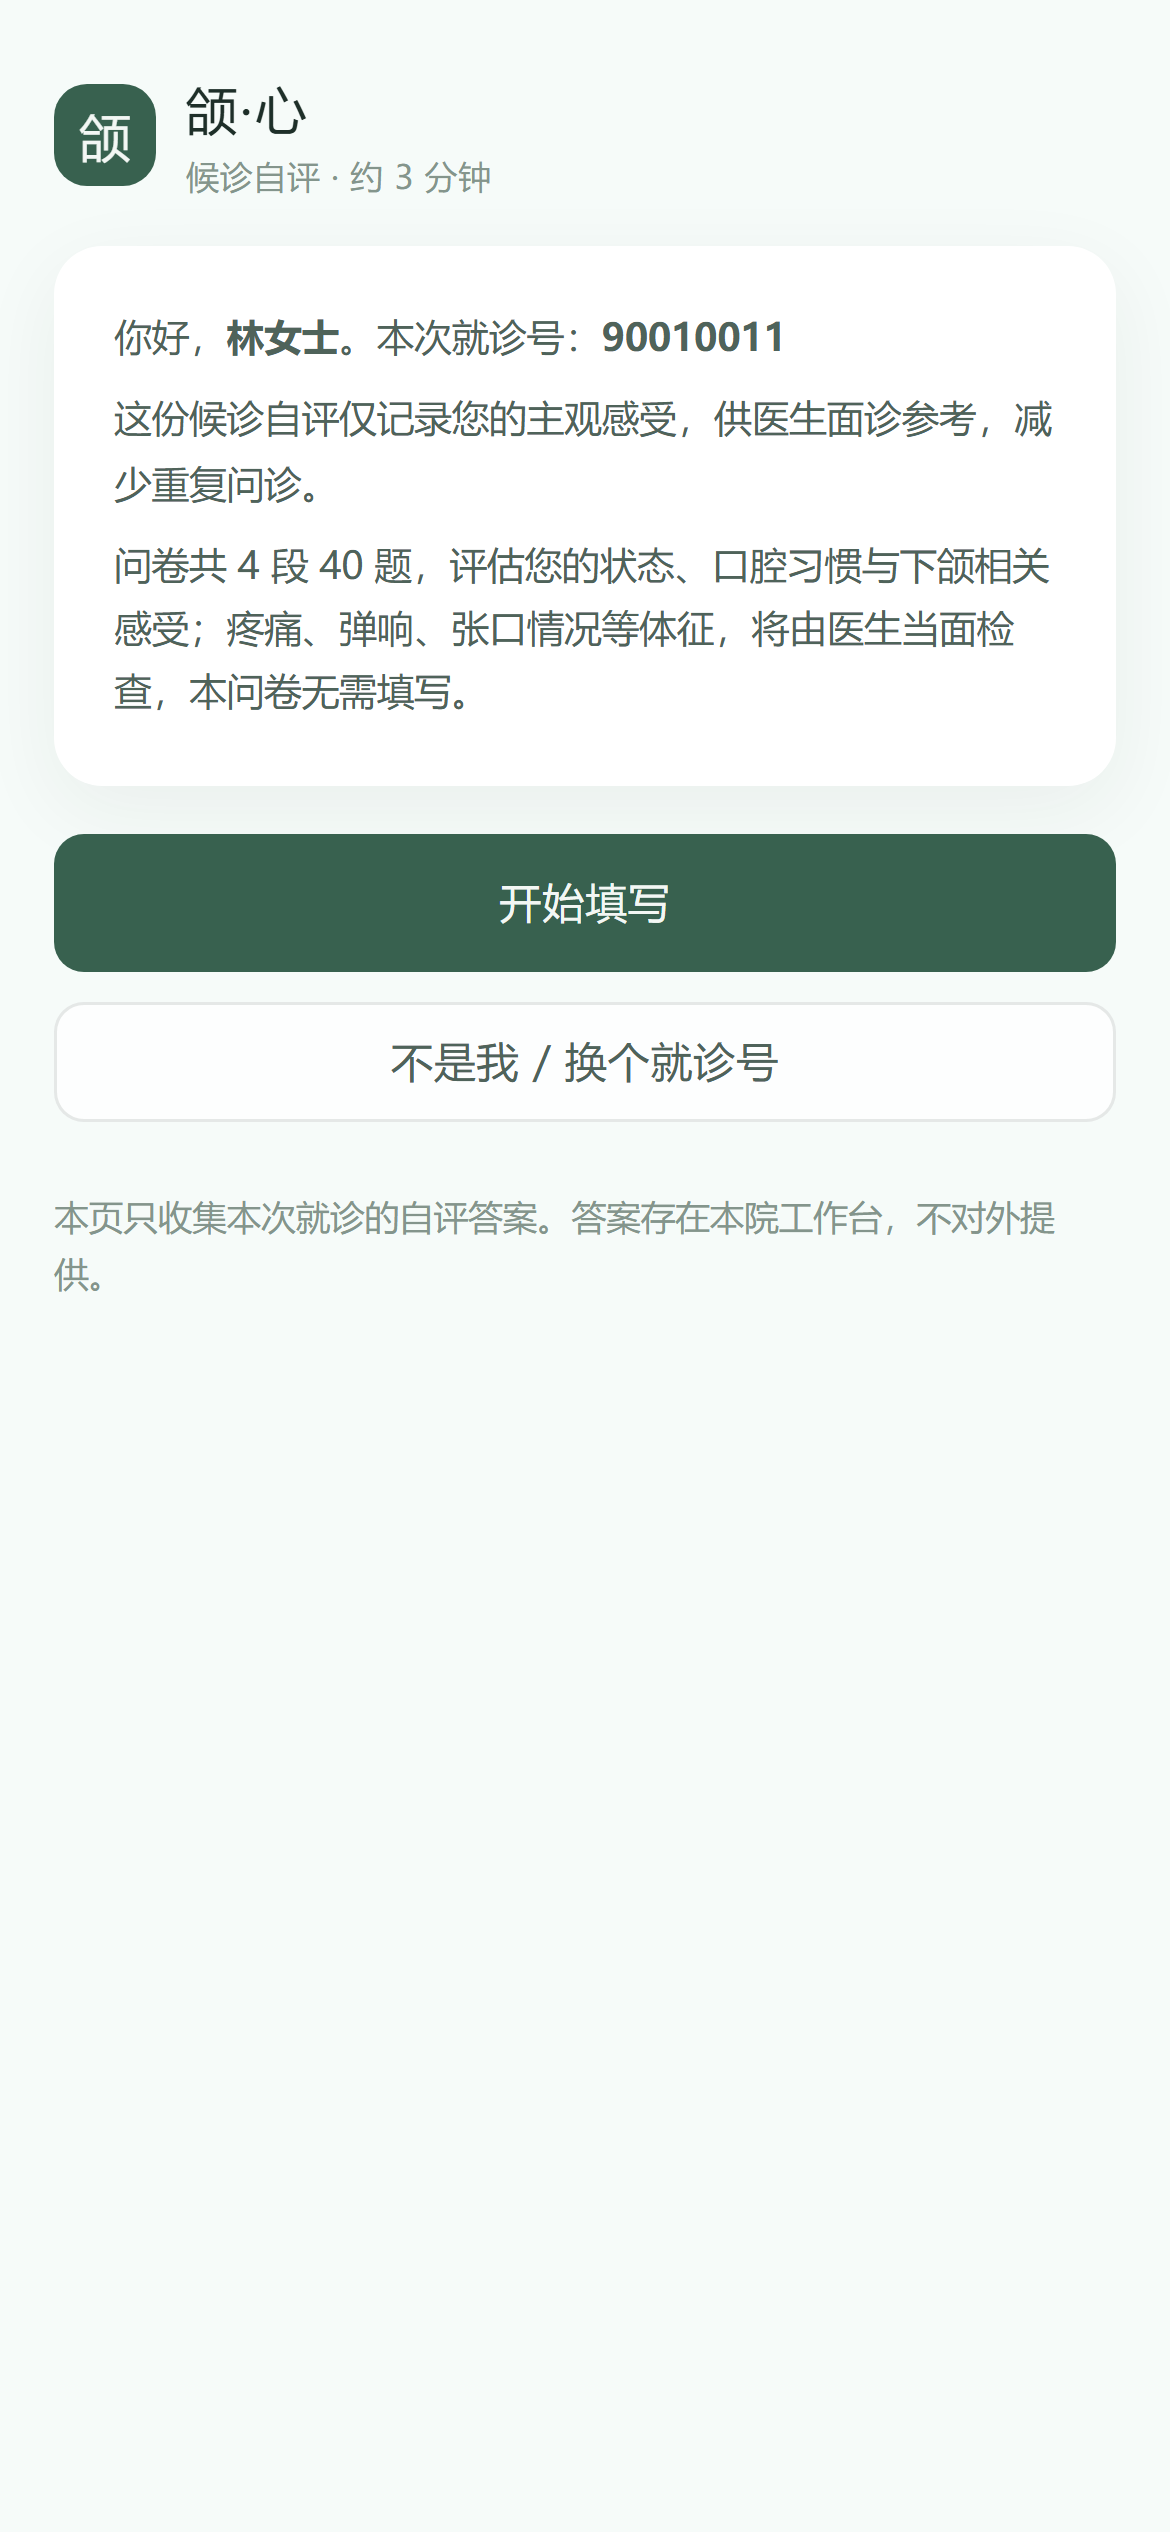 颌
颌·心
候诊自评 · 约 3 分钟
你好，林女士。本次就诊号：90010011
这份候诊自评仅记录您的主观感受，供医生面诊参考，减
少重复问诊。
问卷共 4 段 40 题，评估您的状态、口腔习惯与下颌相关
感受；疼痛、弹响、张口情况等体征，将由医生当面检
查，本问卷无需填写。
开始填写
不是我 / 换个就诊号
本页只收集本次就诊的自评答案。答案存在本院工作台，不对外提
供。